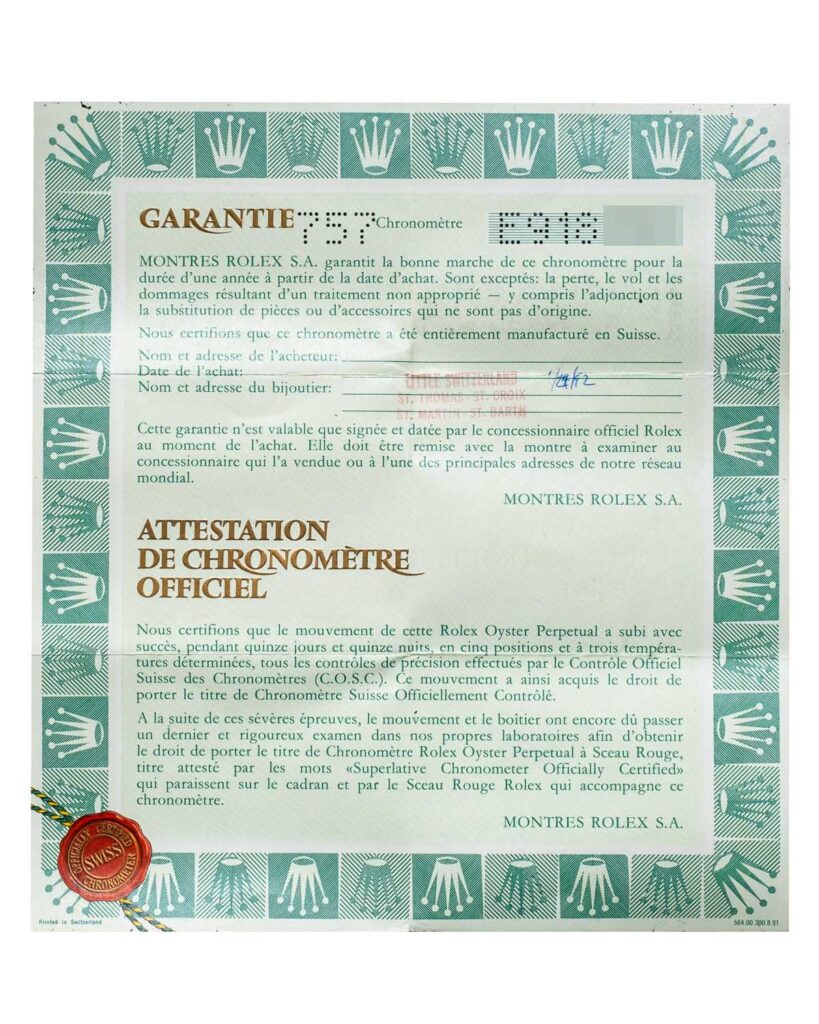 GARANTIE 757 Chronomètre E918
MONTRES ROLEX S.A. garantit la bonne marche de ce chronomètre pour la
durée d'une année à partir de la date d'achat. Sont exceptés: la perte, le vol et les
dommages résultant d'un traitement non approprié — y compris l'adjonction ou
la substitution de pièces ou d'accessoires qui ne sont pas d'origine.
Nous certifions que ce chronomètre a été entièrement manufacturé en Suisse.
Nom et adresse de l'acheteur:
Date de l'achat:
LITTLE SWITZERLAND
Nom et adresse du bijoutier:
ST. THOMAS - ST. CROIX
ST. MARTIN - ST. BARTH
Cette garantie n'est valable que signée et datée par le concessionnaire officiel Rolex
au moment de l'achat. Elle doit être remise avec la montre à examiner au
concessionnaire qui l'a vendue ou à l'une des principales adresses de notre réseau
mondial.
MONTRES ROLEX S.A.
ATTESTATION
DE CHRONOMÈTRE
OFFICIEL
Nous certifions que le mouvement de cette Rolex Oyster Perpetual a subi avec
succès, pendant quinze jours et quinze nuits, en cinq positions et à trois tempéra-
tures déterminées, tous les contrôles de précision effectués par le Contrôle Officiel
Suisse des Chronomètres (C.O.S.C.). Ce mouvement a ainsi acquis le droit de
porter le titre de Chronomètre Suisse Officiellement Contrôlé.
A la suite de ces sévères épreuves, le mouvement et le boîtier ont encore dû passer
un dernier et rigoureux examen dans nos propres laboratoires afin d'obtenir
le droit de porter le titre de Chronomètre Rolex Oyster Perpetual à Sceau Rouge,
titre attesté par les mots «Superlative Chronometer Officially Certified»
qui paraissent sur le cadran et par le Sceau Rouge Rolex qui accompagne ce
chronomètre.
MONTRES ROLEX S.A.
OFFICIALLY CERTIFIED
SWISS
CHRONOMETER
Printed in Switzerland
564.00.300.8.91